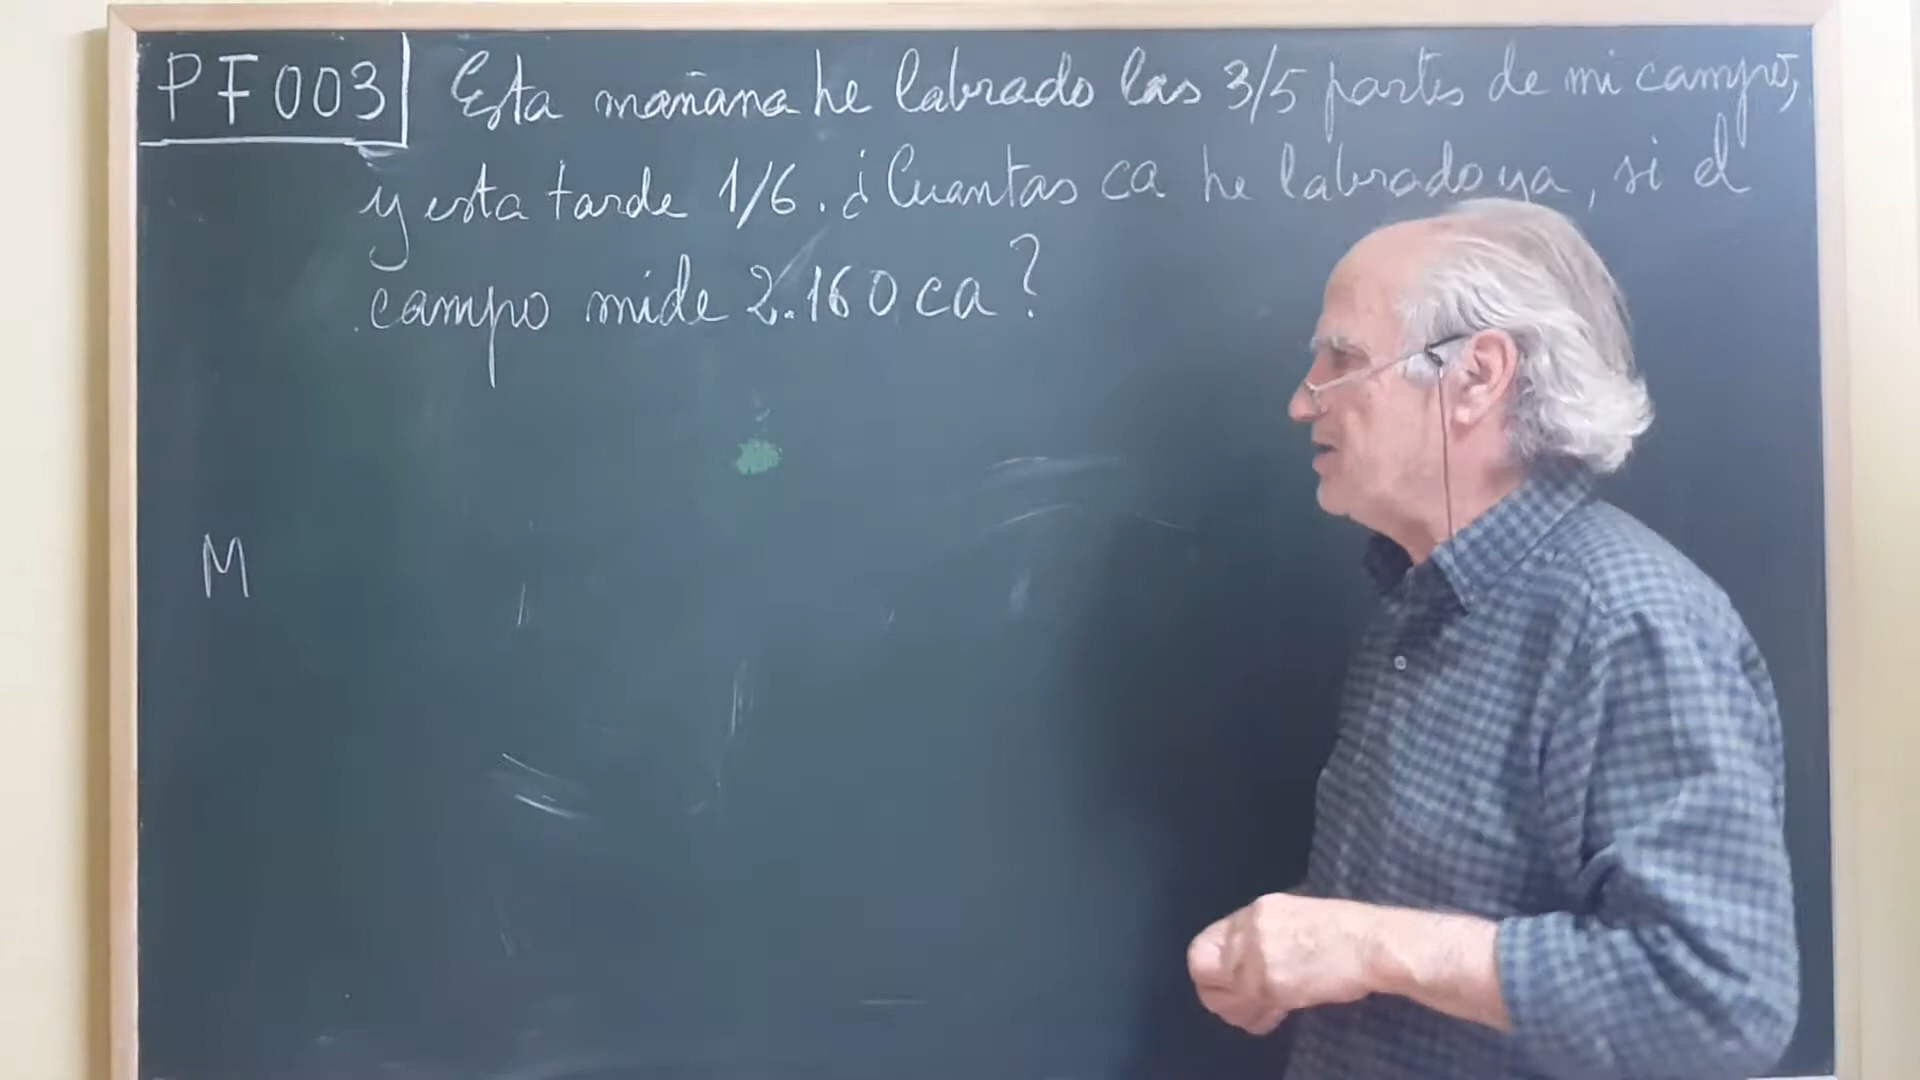 PF003 Esta mañana he labrado las 3/5 partes de mi campo,
y esta tarde 1/6. ¿Cuantas ca he labrado ya, si el
campo mide 2.160 ca?
M